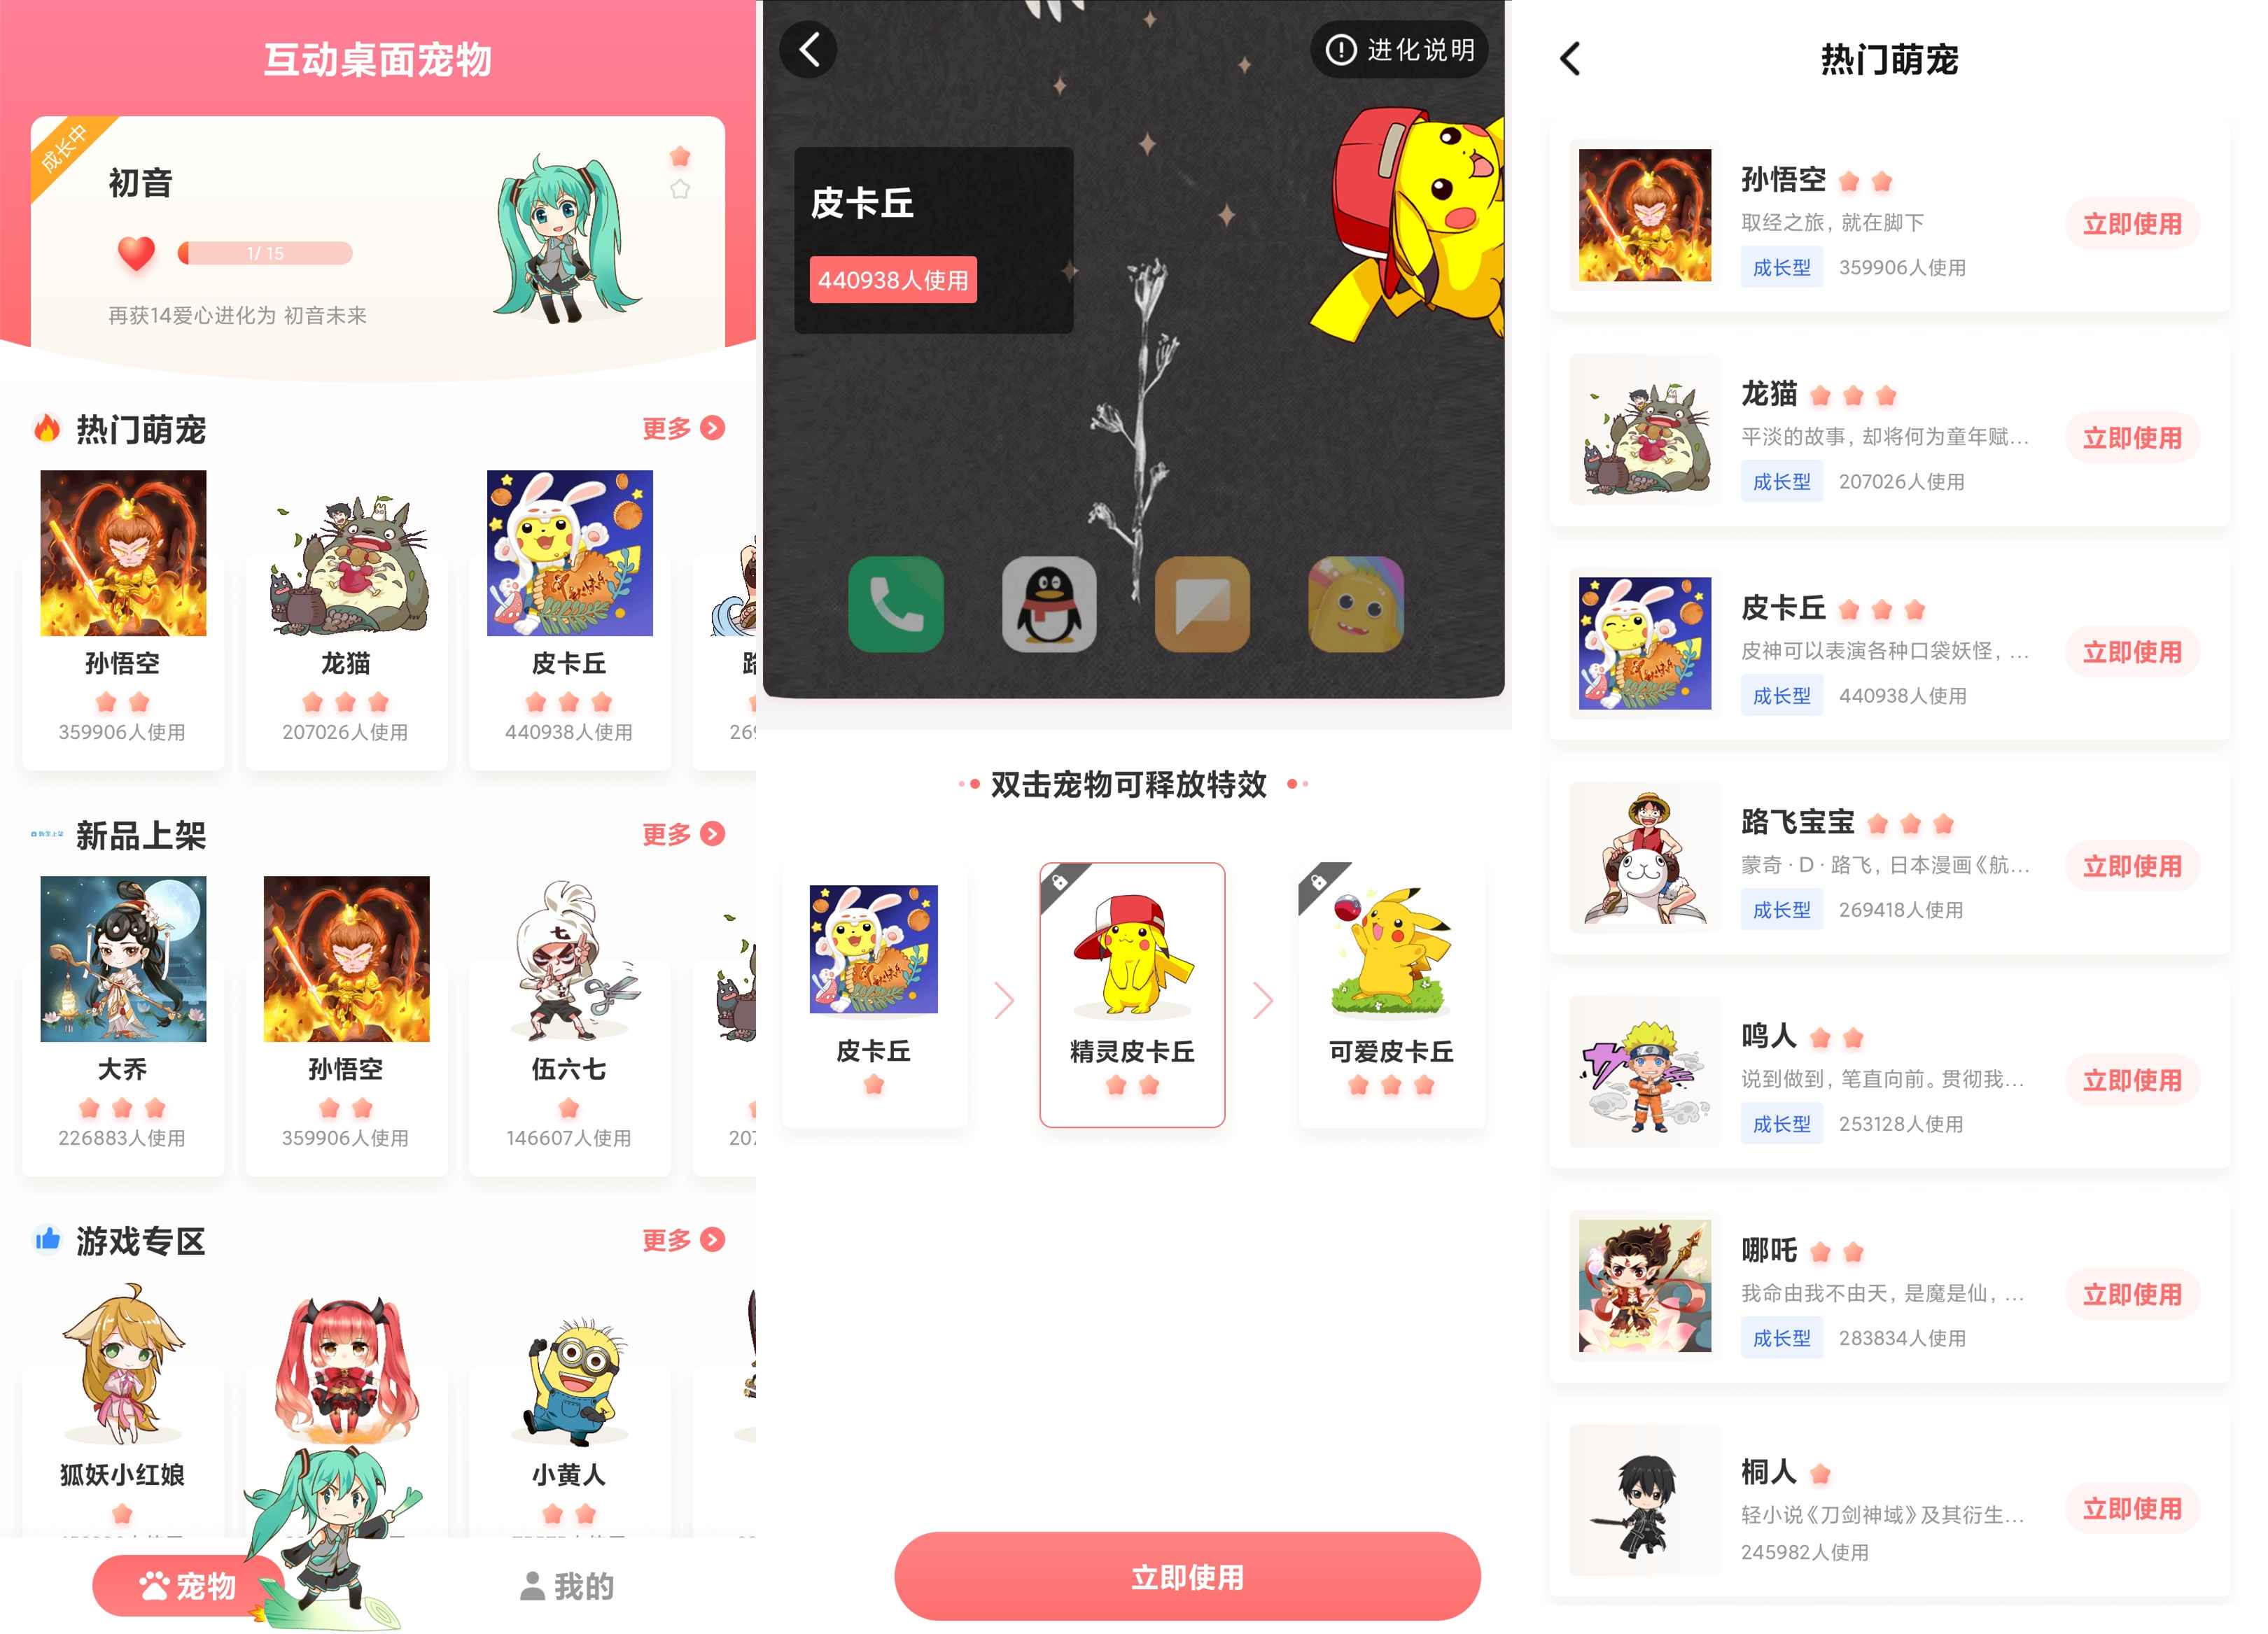 互动桌面宠物
成长中
初音
1/ 15
再获14爱心进化为 初音未来
热门萌宠
更多
孙悟空
359906人使用
龙猫
207026人使用
皮卡丘
440938人使用
新品上架
更多
大乔
226883人使用
孙悟空
359906人使用
伍六七
146607人使用
游戏专区
更多
狐妖小红娘
小黄人
宠物
我的
进化说明
皮卡丘
440938人使用
双击宠物可释放特效
皮卡丘
精灵皮卡丘
可爱皮卡丘
立即使用
热门萌宠
孙悟空
取经之旅，就在脚下
成长型 359906人使用
立即使用
龙猫
平淡的故事，却将何为童年赋...
成长型 207026人使用
立即使用
皮卡丘
皮神可以表演各种口袋妖怪，...
成长型 440938人使用
立即使用
路飞宝宝
蒙奇·D·路飞，日本漫画《航...
成长型 269418人使用
立即使用
鸣人
说到做到，笔直向前。贯彻我...
成长型 253128人使用
立即使用
哪吒
我命由我不由天，是魔是仙，...
成长型 283834人使用
立即使用
桐人
轻小说《刀剑神域》及其衍生...
245982人使用
立即使用